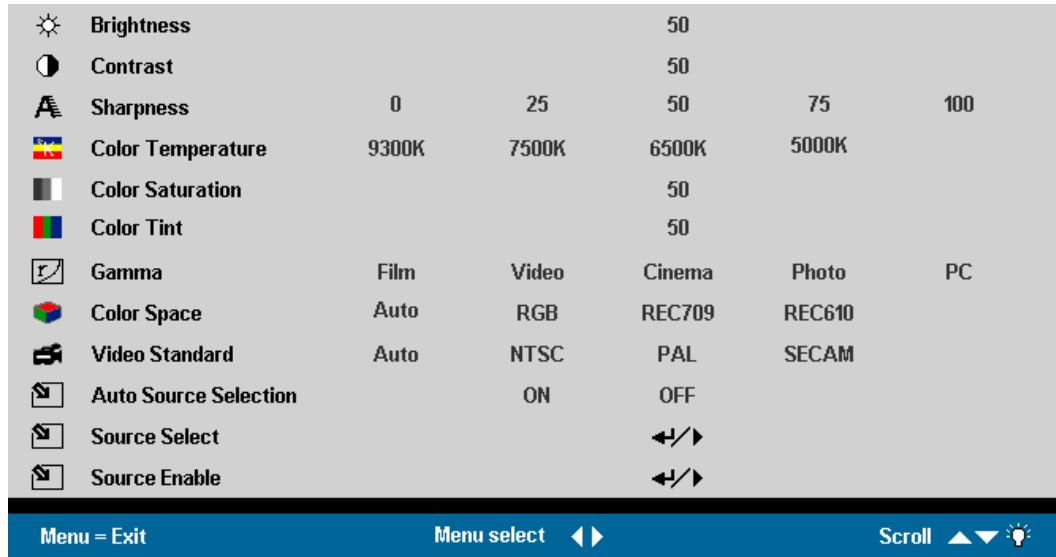 Brightness 50
Contrast 50
Sharpness 0 25 50 75 100
°K Color Temperature 9300K 7500K 6500K 5000K
Color Saturation 50
Color Tint 50
Gamma Film Video Cinema Photo PC
Color Space Auto RGB REC709 REC610
Video Standard Auto NTSC PAL SECAM
Auto Source Selection ON OFF
Source Select /
Source Enable /
Menu = Exit Menu select Scroll